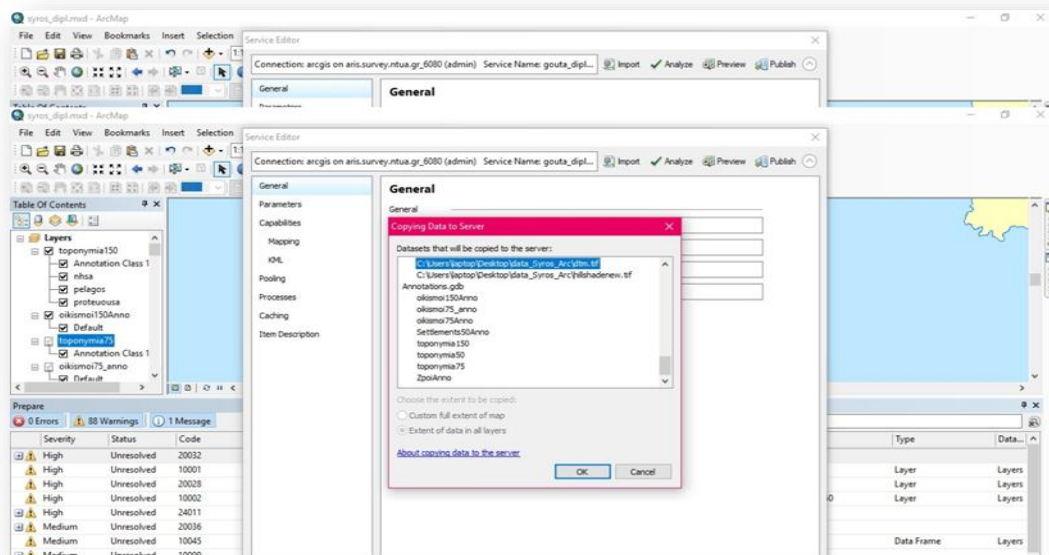 syros_dipl.mxd - ArcMap
File Edit View Bookmarks Insert Selection
Service Editor
Connection: arcgis on aris.survey.ntua.gr_6080 (admin) Service Name: gouta_dipl... Import Analyze Preview Publish
General
General
syros_dipl.mxd - ArcMap
File Edit View Bookmarks Insert Selection
Service Editor
Connection: arcgis on aris.survey.ntua.gr_6080 (admin) Service Name: gouta_dipl... Import Analyze Preview Publish
Table Of Contents
Layers
toponymia150
Annotation Class 1
nhsa
pelagos
proteuousa
oikismoi150Anno
Default
toponymia75
Annotation Class 1
oikismoi75_anno
Default
General
Parameters
Capabilities
Mapping
KML
Pooling
Processes
Caching
Item Description
General
General
Copying Data to Server
Datasets that will be copied to the server:
C:\Users\laptop\Desktop\data_Syros_Arc\dtm.tif
C:\Users\laptop\Desktop\data_Syros_Arc\hillshadenew.tif
Annotations.gdb
oikismoi150Anno
oikismoi75_anno
oikismoi75Anno
Settlements50Anno
toponymia150
toponymia50
toponymia75
ZpoiAnno
Choose the extent to be copied:
Custom full extent of map
Extent of data in all layers
About copying data to the server
OK Cancel
Prepare
0 Errors 88 Warnings 1 Message
Severity Status Code Type Data...
High Unresolved 20032
High Unresolved 10001 Layer Layers
High Unresolved 20028 Layer Layers
High Unresolved 10002 Layer Layers
High Unresolved 24011
Medium Unresolved 20036
Medium Unresolved 10045 Data Frame Layers
Medium Unresolved 10009